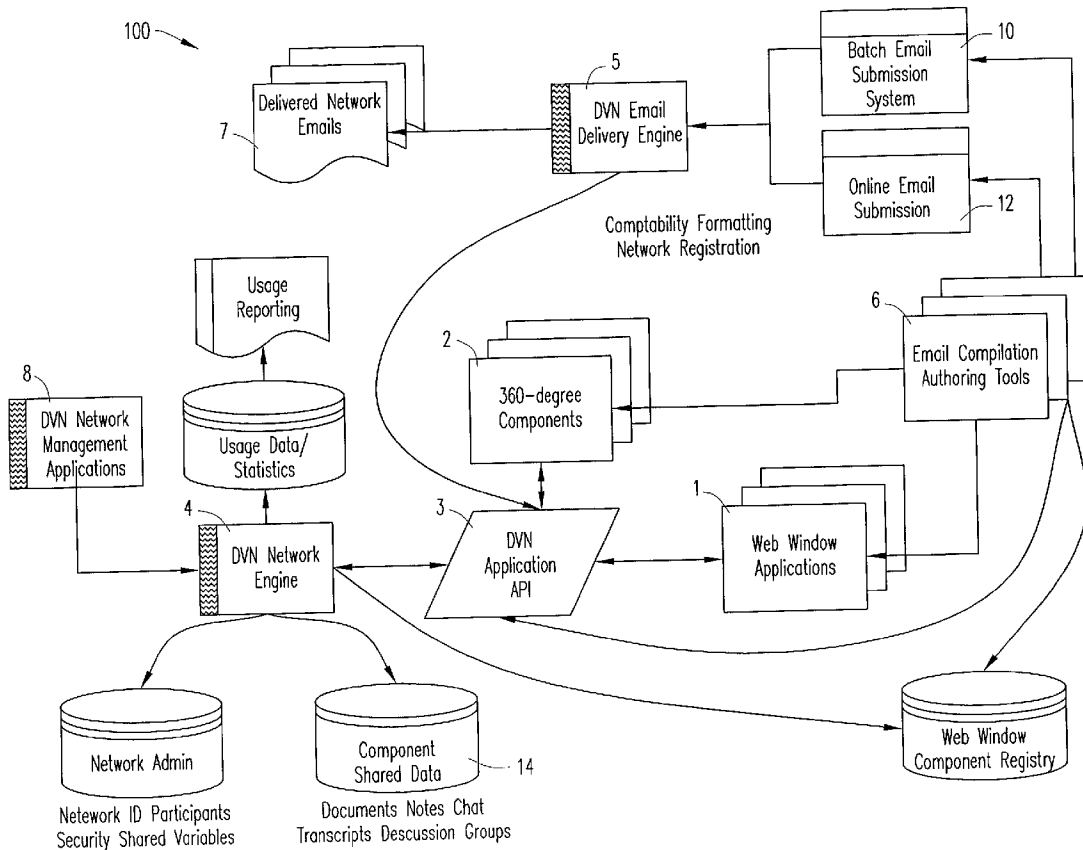 100
10
Batch Email
Submission
System
5
DVN Email
Delivery Engine
Delivered Network
Emails
7
Online Email
Submission
12
Comptability Formatting
Network Registration
Usage
Reporting
6
Email Compilation
Authoring Tools
2
360-degree
Components
8
DVN Network
Management
Applications
Usage Data/
Statistics
4
DVN Network
Engine
3
DVN
Application
API
1
Web Window
Applications
Network Admin
Component
Shared Data
14
Web Window
Component Registry
Netework ID Participants
Security Shared Variables
Documents Notes Chat
Transcripts Descussion Groups